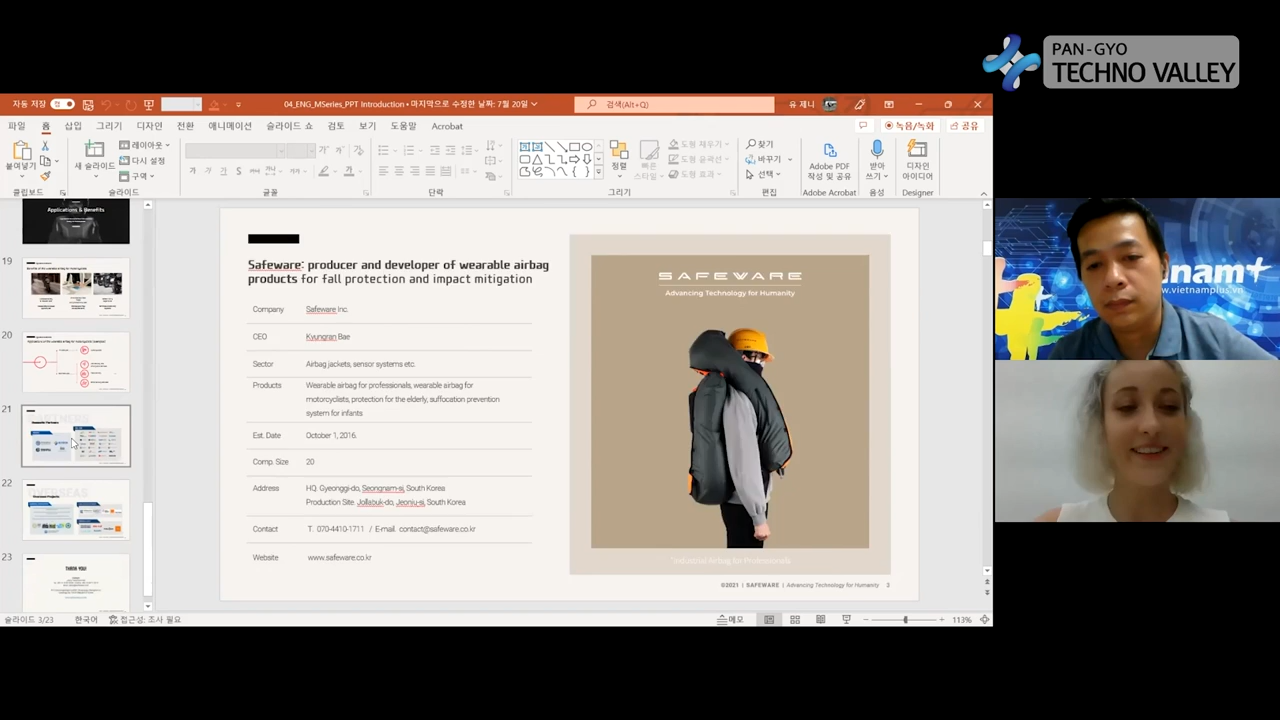 PAN-GYO
TECHNO VALLEY
자동 저장
04_ENG_MSeries_PPT Introduction • 마지막으로 수정한 날짜: 7월 20일
검색(Alt+Q)
유 제니
파일 홈 삽입 그리기 디자인 전환 애니메이션 슬라이드 쇼 검토 보기 도움말 Acrobat
녹음/녹화 공유
붙여넣기
새 슬라이드
레이아웃
다시 설정
구역
정렬
빠른 스타일
도형 채우기
도형 윤곽선
도형 효과
찾기
바꾸기
선택
Adobe PDF 작성 및 공유
받아쓰기
디자인 아이디어
클립보드 슬라이드 글꼴 단락 그리기 편집 Adobe Acrobat 음성 Designer
Applications & Benefits
19
20
21
22
23
THANK YOU!
Safeware: producer and developer of wearable airbag
products for fall protection and impact mitigation
Company Safeware Inc.
CEO Kyungran Bae
Sector Airbag jackets, sensor systems etc.
Products Wearable airbag for professionals, wearable airbag for
motorcyclists, protection for the elderly, suffocation prevention
system for infants
Est. Date October 1, 2016.
Comp. Size 20
Address HQ. Gyeonggi-do, Seongnam-si, South Korea
Production Site. Jollabuk-do, Jeonju-si, South Korea
Contact T. 070-4410-1711 / E-mail. contact@safeware.co.kr
Website www.safeware.co.kr
SAFEWARE
Advancing Technology for Humanity
*Industrial Airbag for Professionals
©2021 | SAFEWARE | Advancing Technology for Humanity 3
nam+
www.vietnamplus.vn
슬라이드 3/23 한국어 접근성: 조사 필요
메모
113%